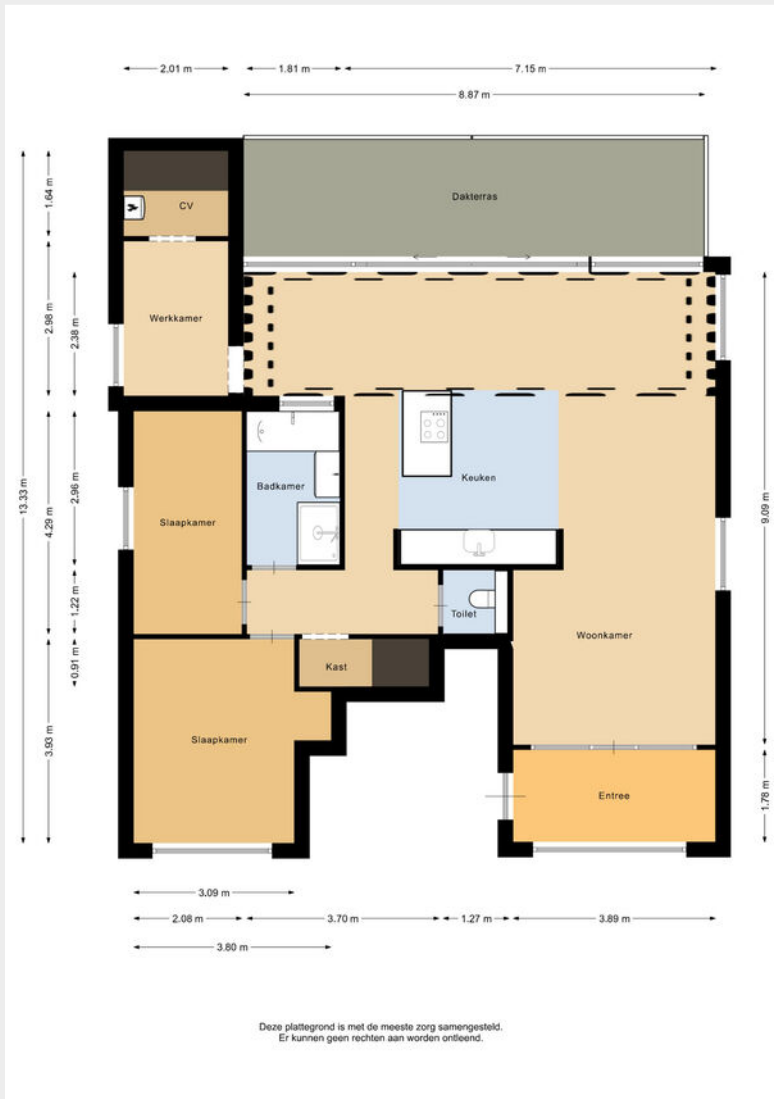 2.01 m
1.81 m
7.15 m
8.87 m
1.64 m
CV
Dakterras
2.98 m
2.38 m
Werkkamer
13.33 m
4.29 m
2.96 m
Badkamer
Keuken
9.09 m
Slaapkamer
1.22 m
Toilet
Woonkamer
0.91 m
Kast
3.93 m
Slaapkamer
Entree
1.78 m
3.09 m
2.08 m
3.70 m
1.27 m
3.89 m
3.80 m
Deze plattegrond is met de meeste zorg samengesteld.
Er kunnen geen rechten aan worden ontleend.